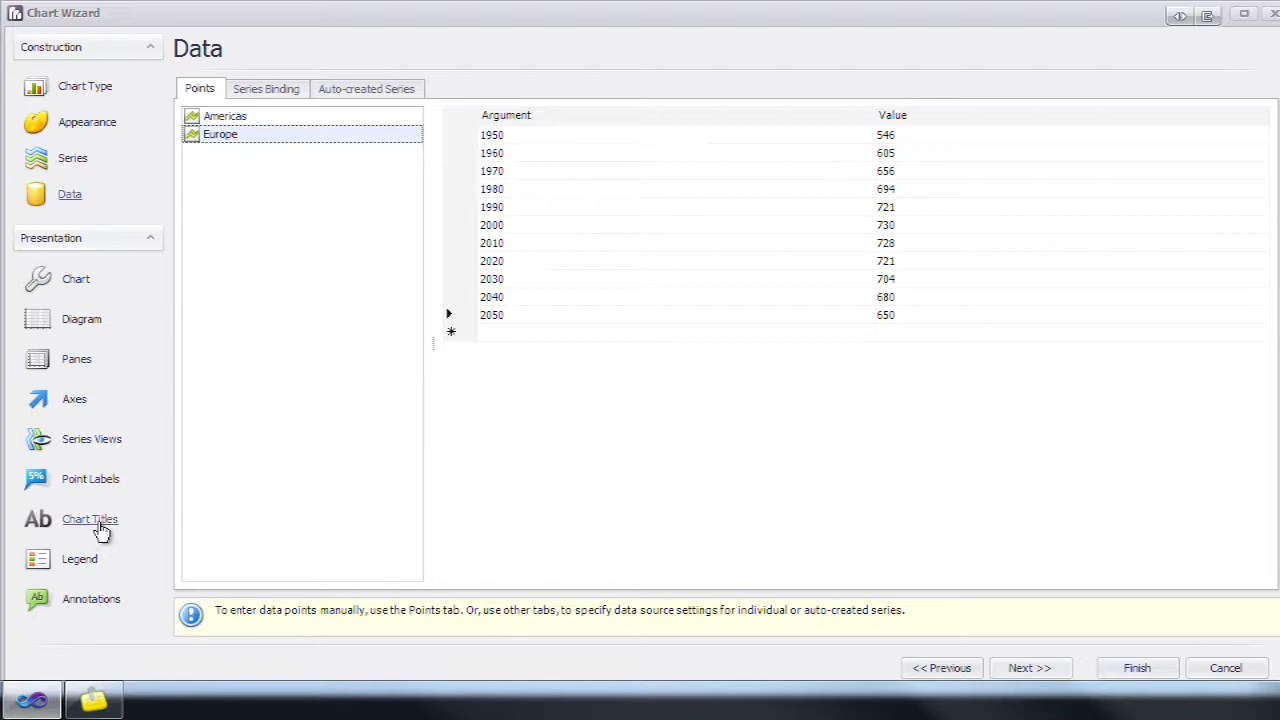 Chart Wizard
Construction
Chart Type
Appearance
Series
Data
Presentation
Chart
Diagram
Panes
Axes
Series Views
5%
Point Labels
Ab
Chart Titles
Legend
Ab
Annotations
Data
Points Series Binding Auto-created Series
Americas
Europe
Argument Value
1950 546
1960 605
1970 656
1980 694
1990 721
2000 730
2010 728
2020 721
2030 704
2040 680
2050 650
To enter data points manually, use the Points tab. Or, use other tabs, to specify data source settings for individual or auto-created series.
<< Previous Next >> Finish Cancel